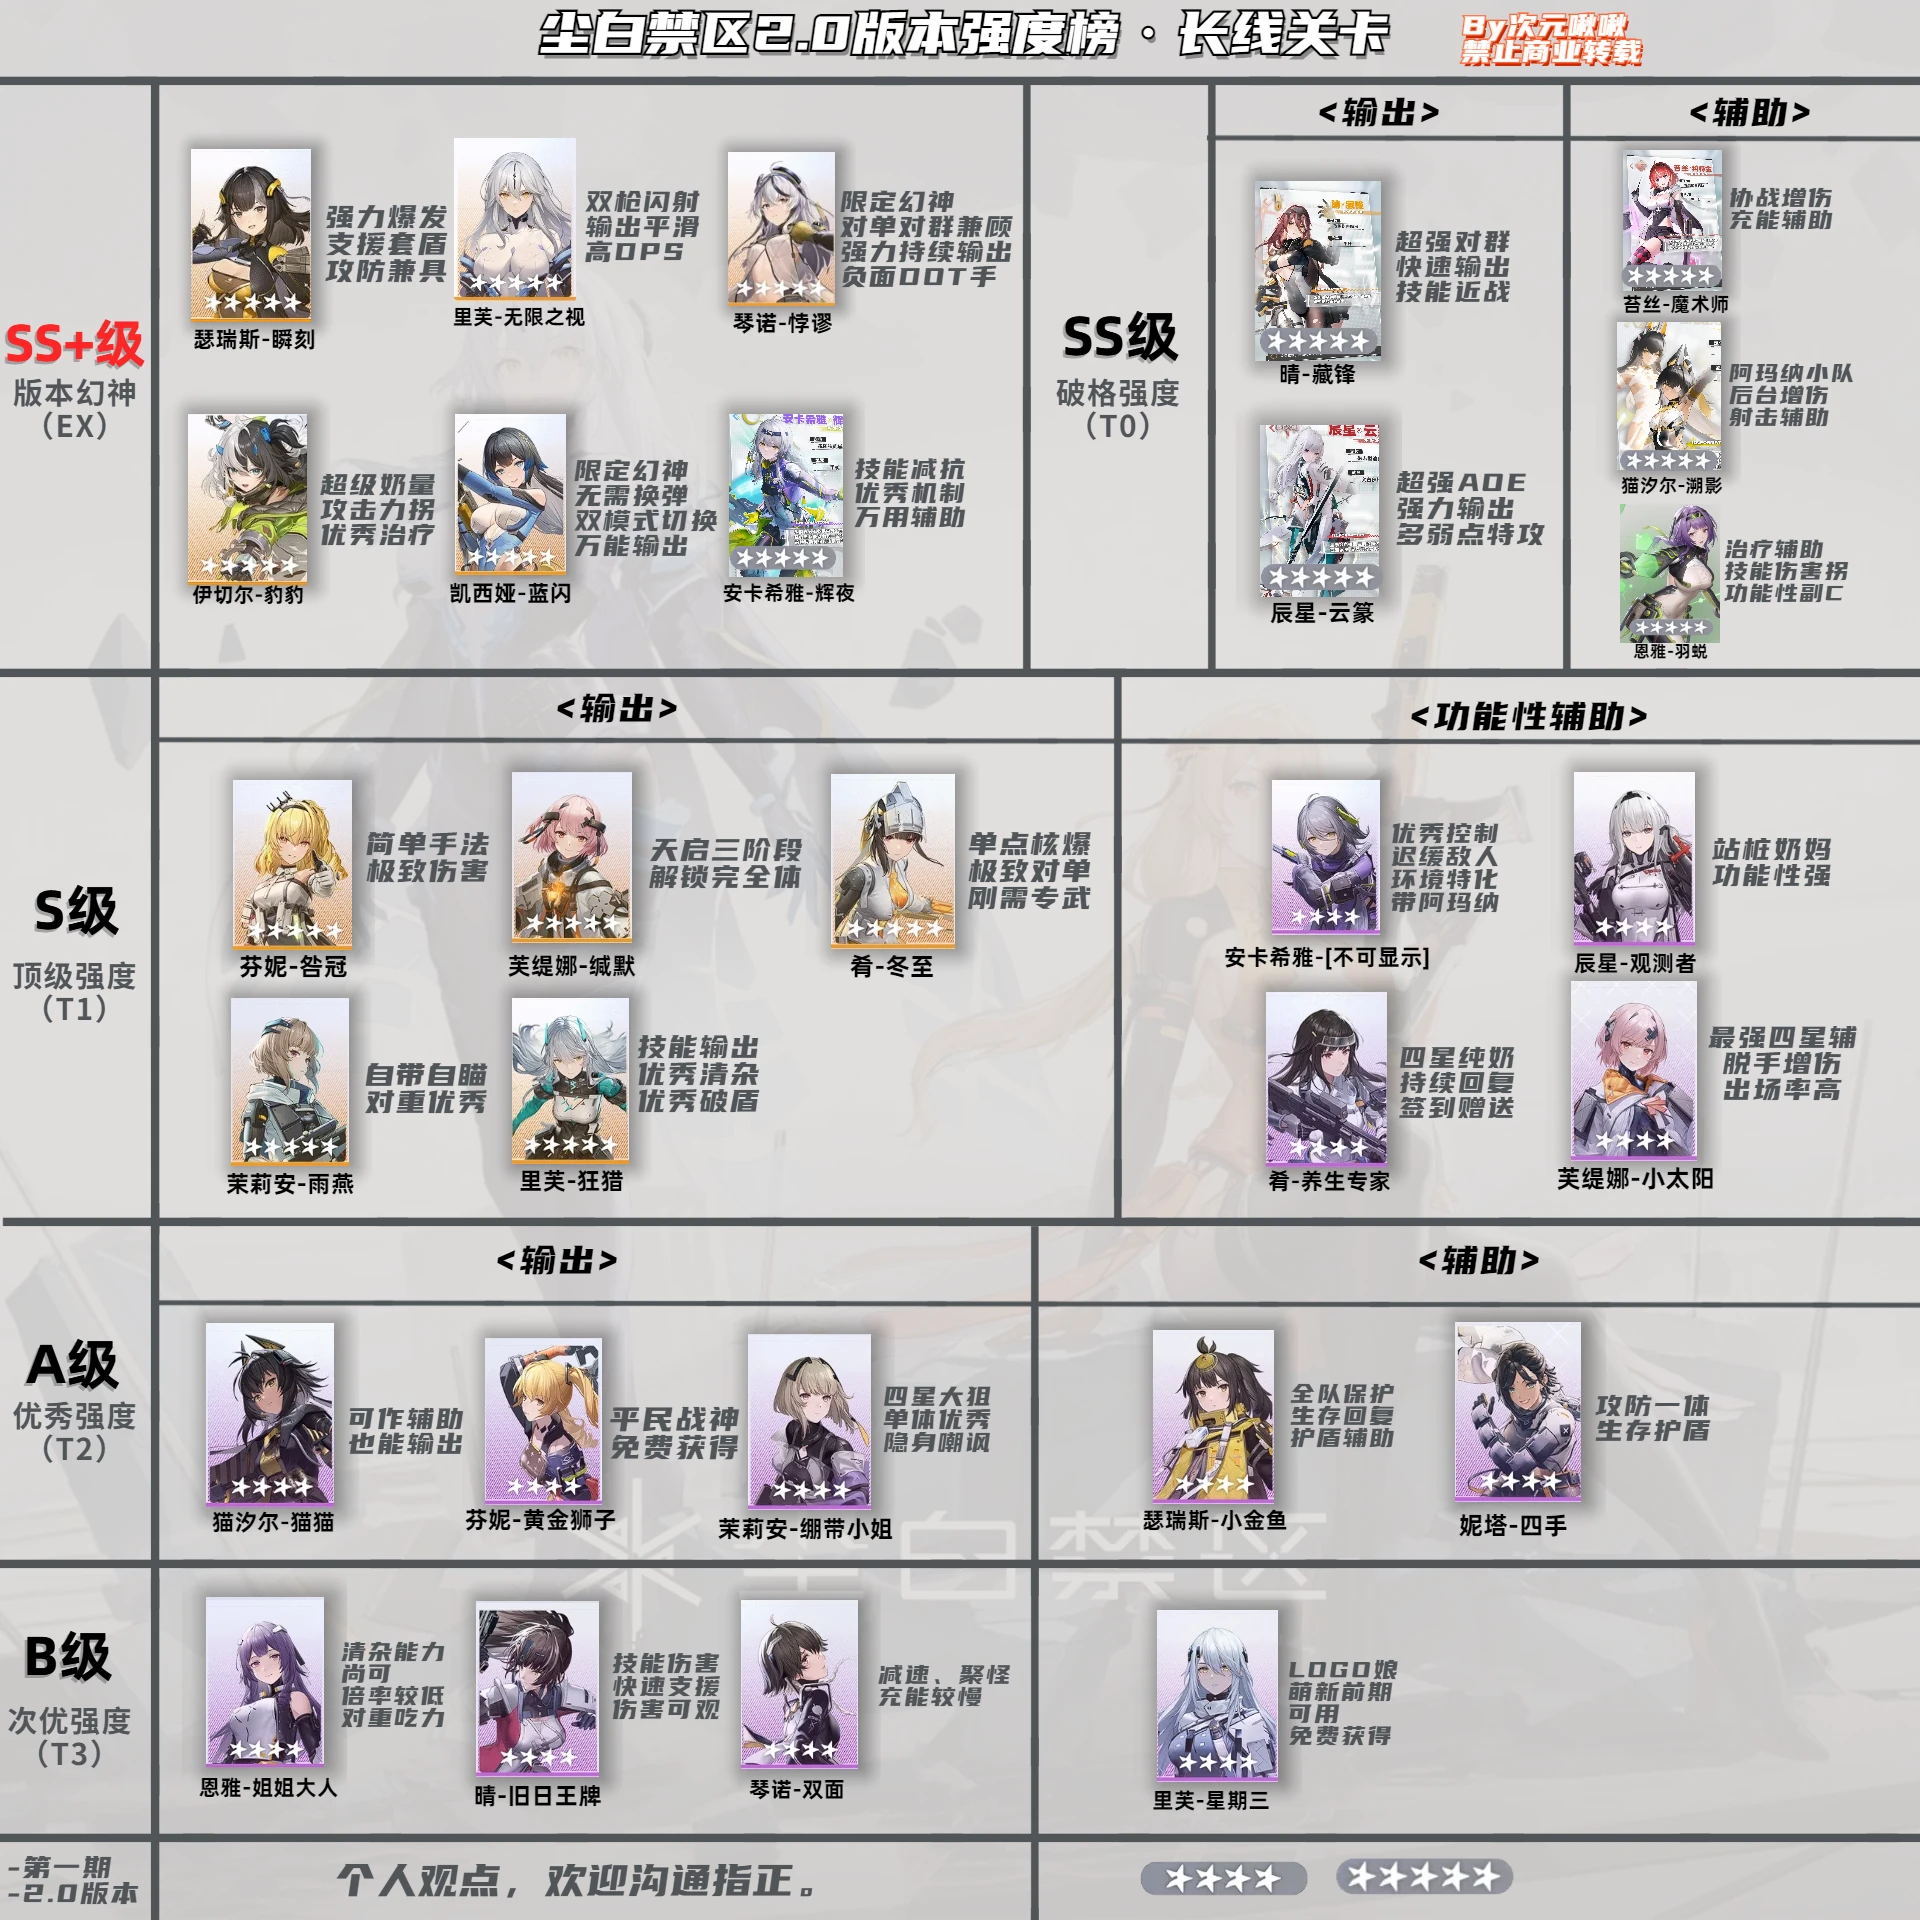 尘白禁区2.0版本强度榜·长线关卡
By次元啾啾
禁止商业转载
SS+级
版本幻神
（EX）
强力爆发
支援套盾
攻防兼具
瑟瑞斯-瞬刻
双枪闪射
输出平滑
高DPS
里芙-无限之视
限定幻神
对单对群兼顾
强力持续输出
负面DOT手
琴诺-悖谬
超级奶量
攻击力拐
优秀治疗
伊切尔-豹豹
限定幻神
无需换弹
双模式切换
万能输出
凯西娅-蓝闪
技能减抗
优秀机制
万用辅助
安卡希雅-辉夜
SS级
破格强度
（T0）
<输出>
超强对群
快速输出
技能近战
晴-藏锋
超强AOE
强力输出
多弱点特攻
辰星-云篆
<辅助>
协战增伤
充能辅助
苔丝-魔术师
阿玛纳小队
后台增伤
射击辅助
猫汐尔-溯影
治疗辅助
技能伤害拐
功能性副C
恩雅-羽蜕
S级
顶级强度
（T1）
<输出>
简单手法
极致伤害
芬妮-咎冠
天启三阶段
解锁完全体
芙缇娜-缄默
单点核爆
极致对单
刚需专武
肴-冬至
自带自瞄
对重优秀
茉莉安-雨燕
技能输出
优秀清杂
优秀破盾
里芙-狂猎
<功能性辅助>
优秀控制
迟缓敌人
环境特化
带阿玛纳
安卡希雅-[不可显示]
站桩奶妈
功能性强
辰星-观测者
四星纯奶
持续回复
签到赠送
肴-养生专家
最强四星辅
脱手增伤
出场率高
芙缇娜-小太阳
A级
优秀强度
（T2）
<输出>
可作辅助
也能输出
猫汐尔-猫猫
平民战神
免费获得
芬妮-黄金狮子
四星大狙
单体优秀
隐身嘲讽
茉莉安-绷带小姐
<辅助>
全队保护
生存回复
护盾辅助
瑟瑞斯-小金鱼
攻防一体
生存护盾
妮塔-四手
B级
次优强度
（T3）
清杂能力
尚可
倍率较低
对重吃力
恩雅-姐姐大人
技能伤害
快速支援
伤害可观
晴-旧日王牌
减速、聚怪
充能较慢
琴诺-双面
LOGO娘
萌新前期
可用
免费获得
里芙-星期三
尘白禁区
-第一期
-2.0版本
个人观点，欢迎沟通指正。